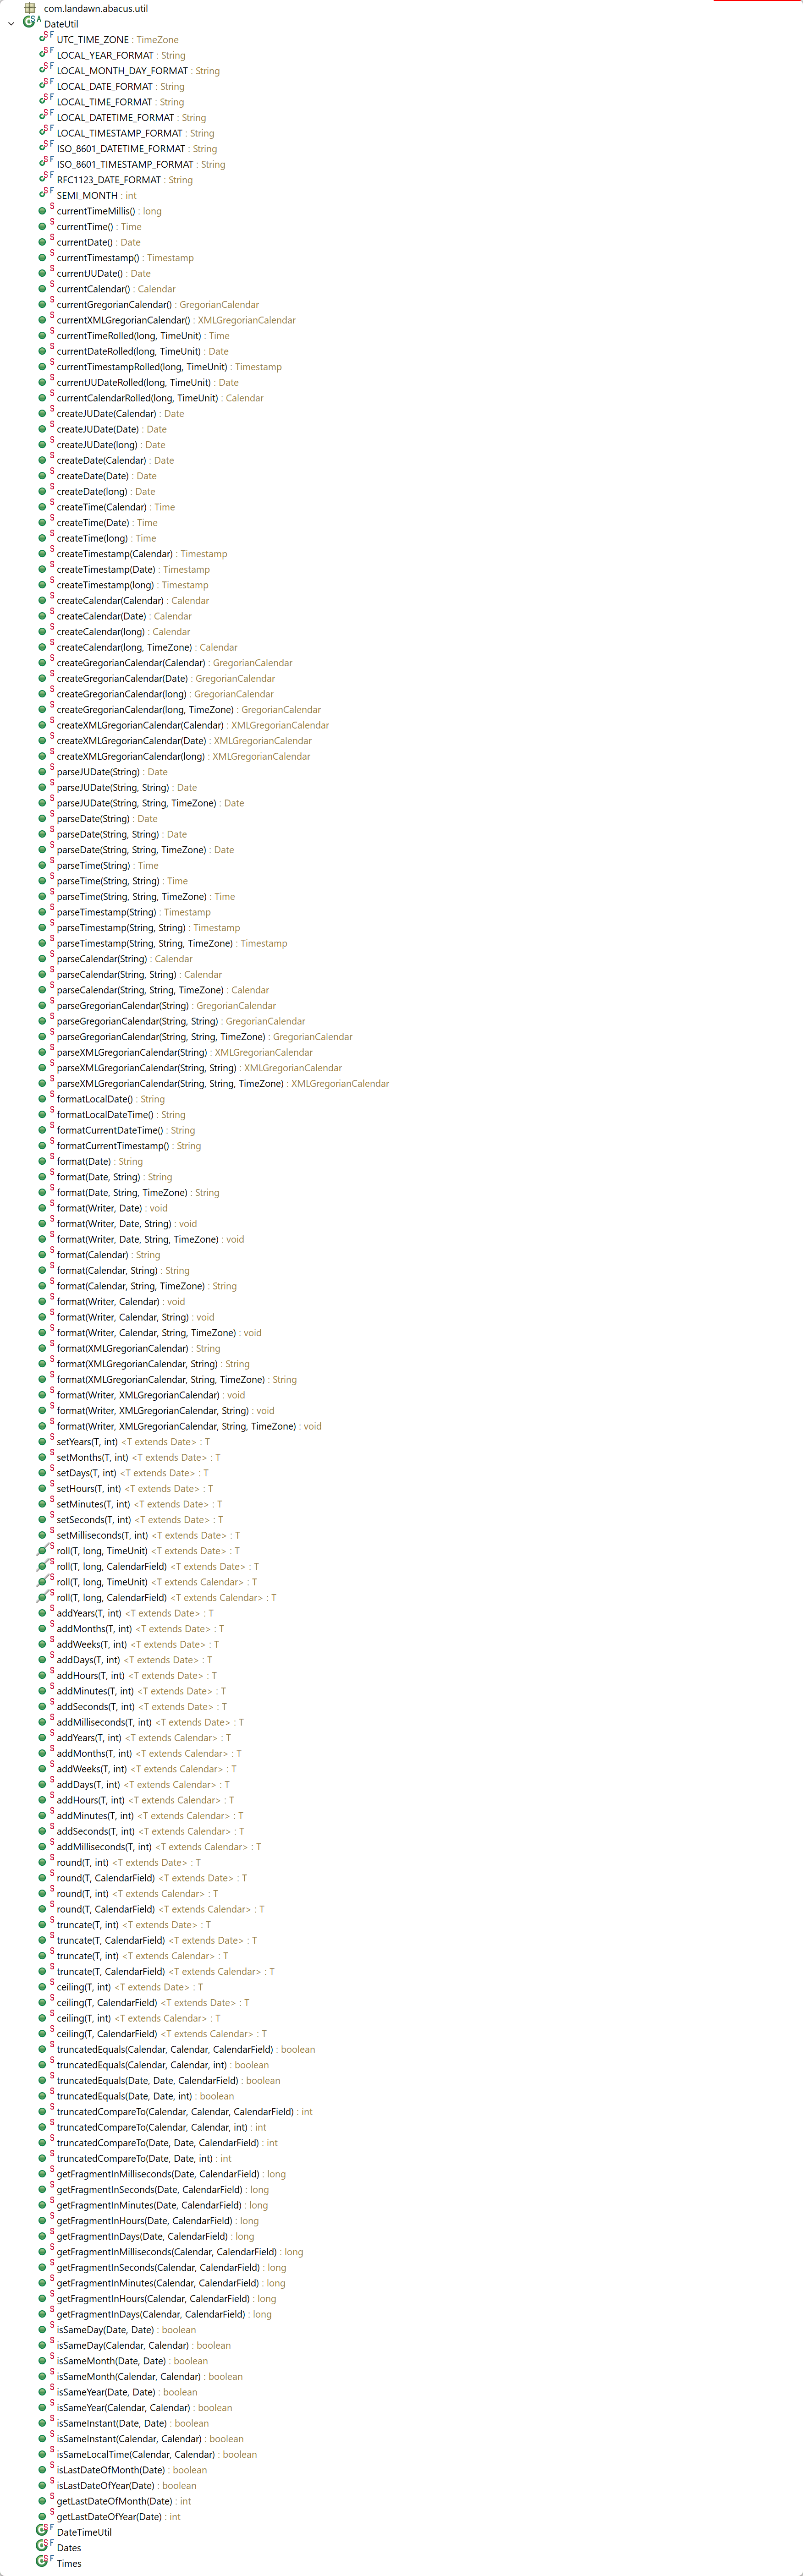 com.landawn.abacus.util
DateUtil
UTC_TIME_ZONE : TimeZone
LOCAL_YEAR_FORMAT : String
LOCAL_MONTH_DAY_FORMAT : String
LOCAL_DATE_FORMAT : String
LOCAL_TIME_FORMAT : String
LOCAL_DATETIME_FORMAT : String
LOCAL_TIMESTAMP_FORMAT : String
ISO_8601_DATETIME_FORMAT : String
ISO_8601_TIMESTAMP_FORMAT : String
RFC1123_DATE_FORMAT : String
SEMI_MONTH : int
currentTimeMillis() : long
currentTime() : Time
currentDate() : Date
currentTimestamp() : Timestamp
currentJUDate() : Date
currentCalendar() : Calendar
currentGregorianCalendar() : GregorianCalendar
currentXMLGregorianCalendar() : XMLGregorianCalendar
currentTimeRolled(long, TimeUnit) : Time
currentDateRolled(long, TimeUnit) : Date
currentTimestampRolled(long, TimeUnit) : Timestamp
currentJUDateRolled(long, TimeUnit) : Date
currentCalendarRolled(long, TimeUnit) : Calendar
createJUDate(Calendar) : Date
createJUDate(Date) : Date
createJUDate(long) : Date
createDate(Calendar) : Date
createDate(Date) : Date
createDate(long) : Date
createTime(Calendar) : Time
createTime(Date) : Time
createTime(long) : Time
createTimestamp(Calendar) : Timestamp
createTimestamp(Date) : Timestamp
createTimestamp(long) : Timestamp
createCalendar(Calendar) : Calendar
createCalendar(Date) : Calendar
createCalendar(long) : Calendar
createCalendar(long, TimeZone) : Calendar
createGregorianCalendar(Calendar) : GregorianCalendar
createGregorianCalendar(Date) : GregorianCalendar
createGregorianCalendar(long) : GregorianCalendar
createGregorianCalendar(long, TimeZone) : GregorianCalendar
createXMLGregorianCalendar(Calendar) : XMLGregorianCalendar
createXMLGregorianCalendar(Date) : XMLGregorianCalendar
createXMLGregorianCalendar(long) : XMLGregorianCalendar
parseJUDate(String) : Date
parseJUDate(String, String) : Date
parseJUDate(String, String, TimeZone) : Date
parseDate(String) : Date
parseDate(String, String) : Date
parseDate(String, String, TimeZone) : Date
parseTime(String) : Time
parseTime(String, String) : Time
parseTime(String, String, TimeZone) : Time
parseTimestamp(String) : Timestamp
parseTimestamp(String, String) : Timestamp
parseTimestamp(String, String, TimeZone) : Timestamp
parseCalendar(String) : Calendar
parseCalendar(String, String) : Calendar
parseCalendar(String, String, TimeZone) : Calendar
parseGregorianCalendar(String) : GregorianCalendar
parseGregorianCalendar(String, String) : GregorianCalendar
parseGregorianCalendar(String, String, TimeZone) : GregorianCalendar
parseXMLGregorianCalendar(String) : XMLGregorianCalendar
parseXMLGregorianCalendar(String, String) : XMLGregorianCalendar
parseXMLGregorianCalendar(String, String, TimeZone) : XMLGregorianCalendar
formatLocalDate() : String
formatLocalDateTime() : String
formatCurrentDateTime() : String
formatCurrentTimestamp() : String
format(Date) : String
format(Date, String) : String
format(Date, String, TimeZone) : String
format(Writer, Date) : void
format(Writer, Date, String) : void
format(Writer, Date, String, TimeZone) : void
format(Calendar) : String
format(Calendar, String) : String
format(Calendar, String, TimeZone) : String
format(Writer, Calendar) : void
format(Writer, Calendar, String) : void
format(Writer, Calendar, String, TimeZone) : void
format(XMLGregorianCalendar) : String
format(XMLGregorianCalendar, String) : String
format(XMLGregorianCalendar, String, TimeZone) : String
format(Writer, XMLGregorianCalendar) : void
format(Writer, XMLGregorianCalendar, String) : void
format(Writer, XMLGregorianCalendar, String, TimeZone) : void
setYears(T, int) <T extends Date> : T
setMonths(T, int) <T extends Date> : T
setDays(T, int) <T extends Date> : T
setHours(T, int) <T extends Date> : T
setMinutes(T, int) <T extends Date> : T
setSeconds(T, int) <T extends Date> : T
setMilliseconds(T, int) <T extends Date> : T
roll(T, long, TimeUnit) <T extends Date> : T
roll(T, long, CalendarField) <T extends Date> : T
roll(T, long, TimeUnit) <T extends Calendar> : T
roll(T, long, CalendarField) <T extends Calendar> : T
addYears(T, int) <T extends Date> : T
addMonths(T, int) <T extends Date> : T
addWeeks(T, int) <T extends Date> : T
addDays(T, int) <T extends Date> : T
addHours(T, int) <T extends Date> : T
addMinutes(T, int) <T extends Date> : T
addSeconds(T, int) <T extends Date> : T
addMilliseconds(T, int) <T extends Date> : T
addYears(T, int) <T extends Calendar> : T
addMonths(T, int) <T extends Calendar> : T
addWeeks(T, int) <T extends Calendar> : T
addDays(T, int) <T extends Calendar> : T
addHours(T, int) <T extends Calendar> : T
addMinutes(T, int) <T extends Calendar> : T
addSeconds(T, int) <T extends Calendar> : T
addMilliseconds(T, int) <T extends Calendar> : T
round(T, int) <T extends Date> : T
round(T, CalendarField) <T extends Date> : T
round(T, int) <T extends Calendar> : T
round(T, CalendarField) <T extends Calendar> : T
truncate(T, int) <T extends Date> : T
truncate(T, CalendarField) <T extends Date> : T
truncate(T, int) <T extends Calendar> : T
truncate(T, CalendarField) <T extends Calendar> : T
ceiling(T, int) <T extends Date> : T
ceiling(T, CalendarField) <T extends Date> : T
ceiling(T, int) <T extends Calendar> : T
ceiling(T, CalendarField) <T extends Calendar> : T
truncatedEquals(Calendar, Calendar, CalendarField) : boolean
truncatedEquals(Calendar, Calendar, int) : boolean
truncatedEquals(Date, Date, CalendarField) : boolean
truncatedEquals(Date, Date, int) : boolean
truncatedCompareTo(Calendar, Calendar, CalendarField) : int
truncatedCompareTo(Calendar, Calendar, int) : int
truncatedCompareTo(Date, Date, CalendarField) : int
truncatedCompareTo(Date, Date, int) : int
getFragmentInMilliseconds(Date, CalendarField) : long
getFragmentInSeconds(Date, CalendarField) : long
getFragmentInMinutes(Date, CalendarField) : long
getFragmentInHours(Date, CalendarField) : long
getFragmentInDays(Date, CalendarField) : long
getFragmentInMilliseconds(Calendar, CalendarField) : long
getFragmentInSeconds(Calendar, CalendarField) : long
getFragmentInMinutes(Calendar, CalendarField) : long
getFragmentInHours(Calendar, CalendarField) : long
getFragmentInDays(Calendar, CalendarField) : long
isSameDay(Date, Date) : boolean
isSameDay(Calendar, Calendar) : boolean
isSameMonth(Date, Date) : boolean
isSameMonth(Calendar, Calendar) : boolean
isSameYear(Date, Date) : boolean
isSameYear(Calendar, Calendar) : boolean
isSameInstant(Date, Date) : boolean
isSameInstant(Calendar, Calendar) : boolean
isSameLocalTime(Calendar, Calendar) : boolean
isLastDateOfMonth(Date) : boolean
isLastDateOfYear(Date) : boolean
getLastDateOfMonth(Date) : int
getLastDateOfYear(Date) : int
DateTimeUtil
Dates
Times